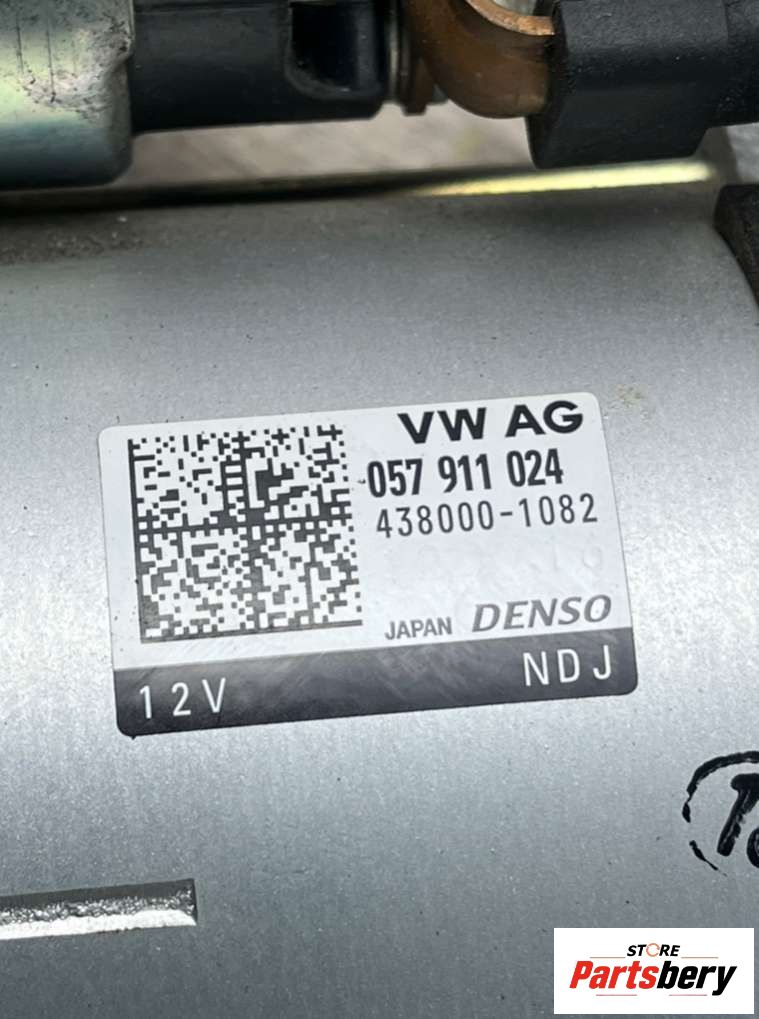 VW AG
057 911 024
438000-1082
JAPAN DENSO
12V NDJ
STORE
Partsbery